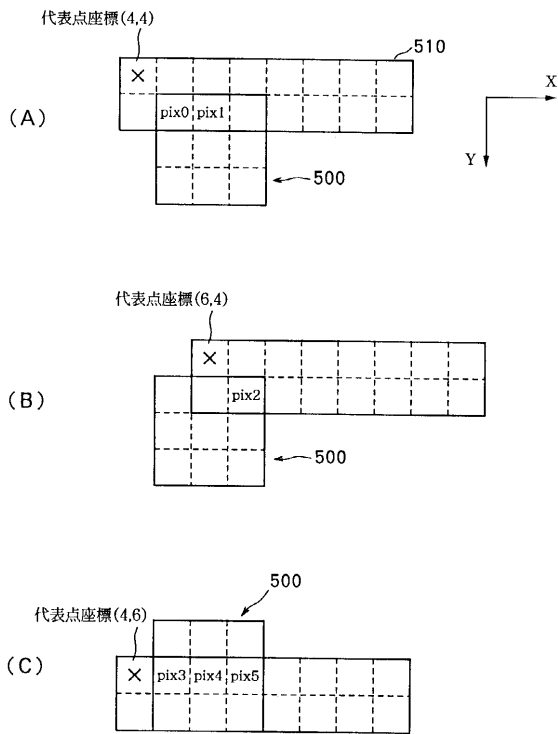 代表点座標(4,4)
510
X
(A)
pix0 pix1
Y
500
代表点座標(6,4)
(B)
pix2
500
500
代表点座標(4,6)
(C)
pix3 pix4 pix5